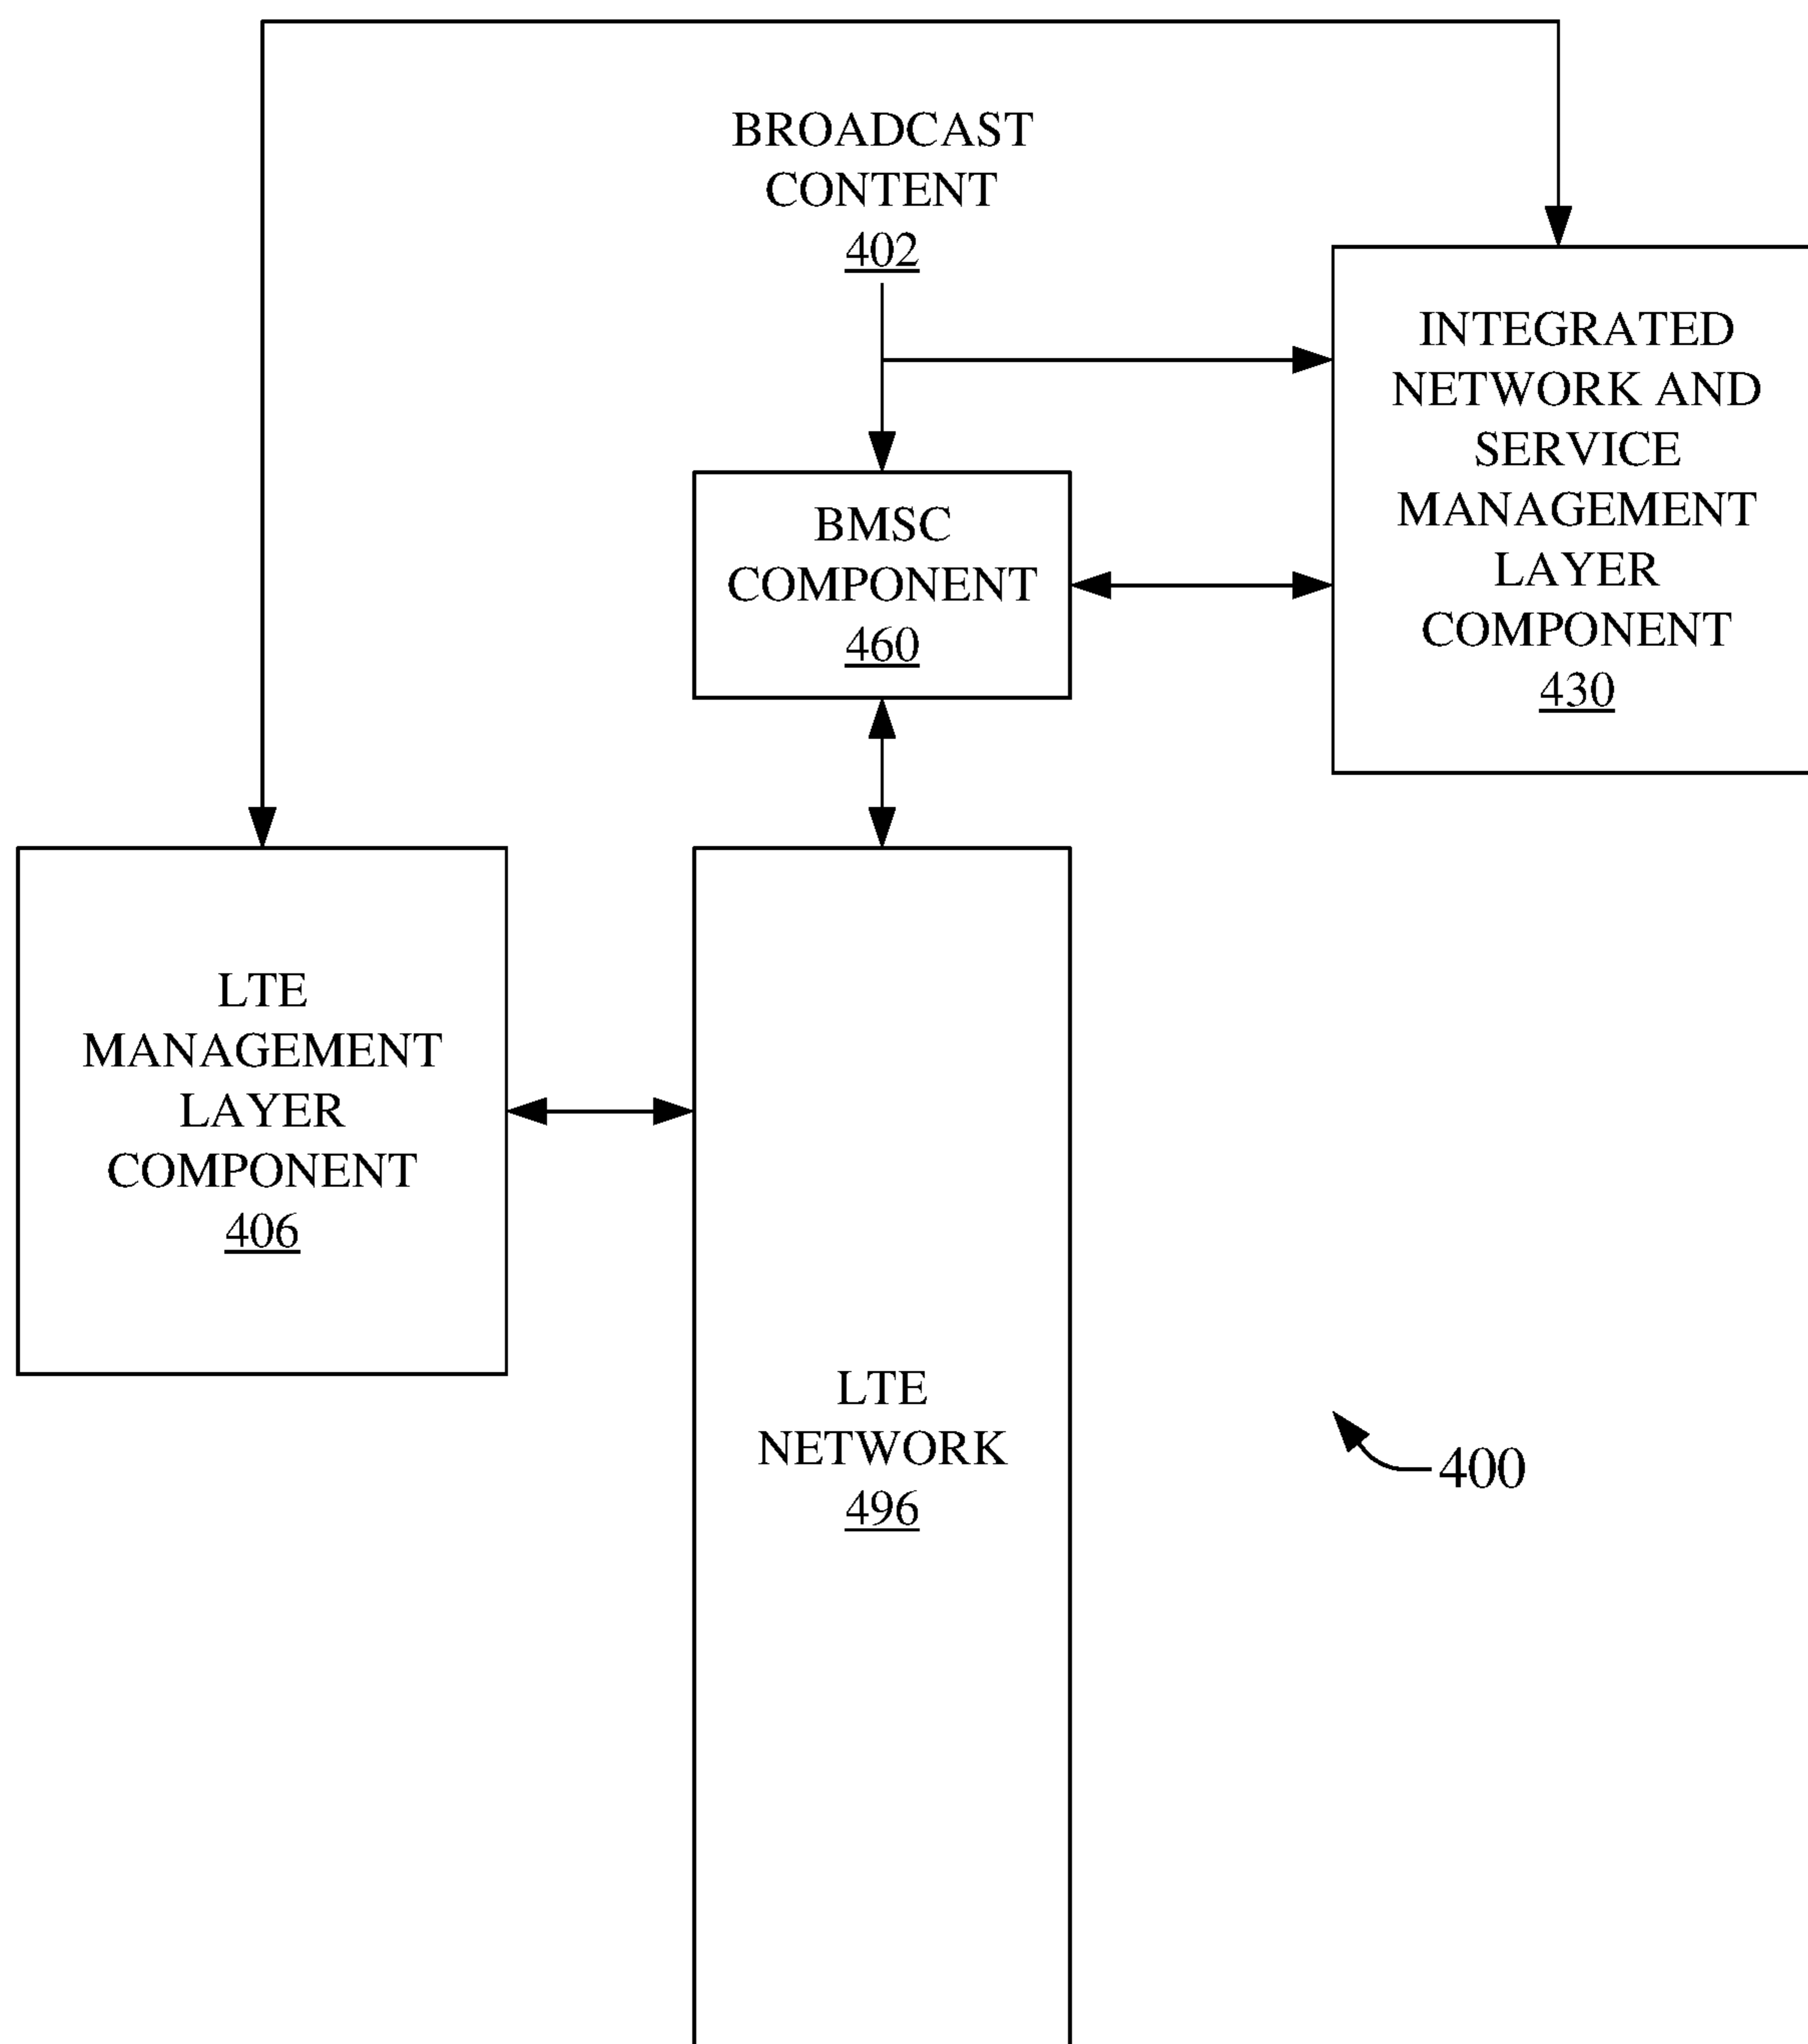 BROADCAST
CONTENT
402
INTEGRATED
NETWORK AND
SERVICE
MANAGEMENT
LAYER
COMPONENT
430
BMSC
COMPONENT
460
LTE
MANAGEMENT
LAYER
COMPONENT
406
LTE
NETWORK
496
400